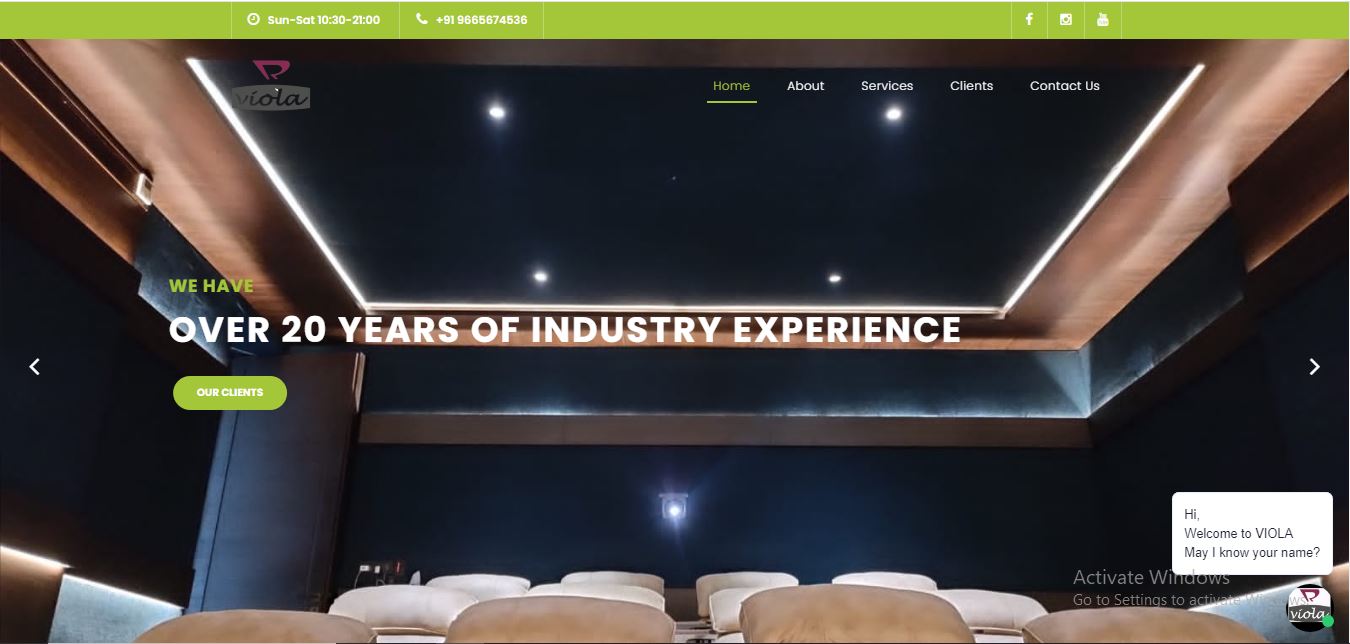 Sun-Sat 10:30-21:00
+91 9665674536
viola
Home
About
Services
Clients
Contact Us
WE HAVE
OVER 20 YEARS OF INDUSTRY EXPERIENCE
OUR CLIENTS
Hi,
Welcome to VIOLA
May I know your name?
Activate Windows
Go to Settings to activate Windows.
viola